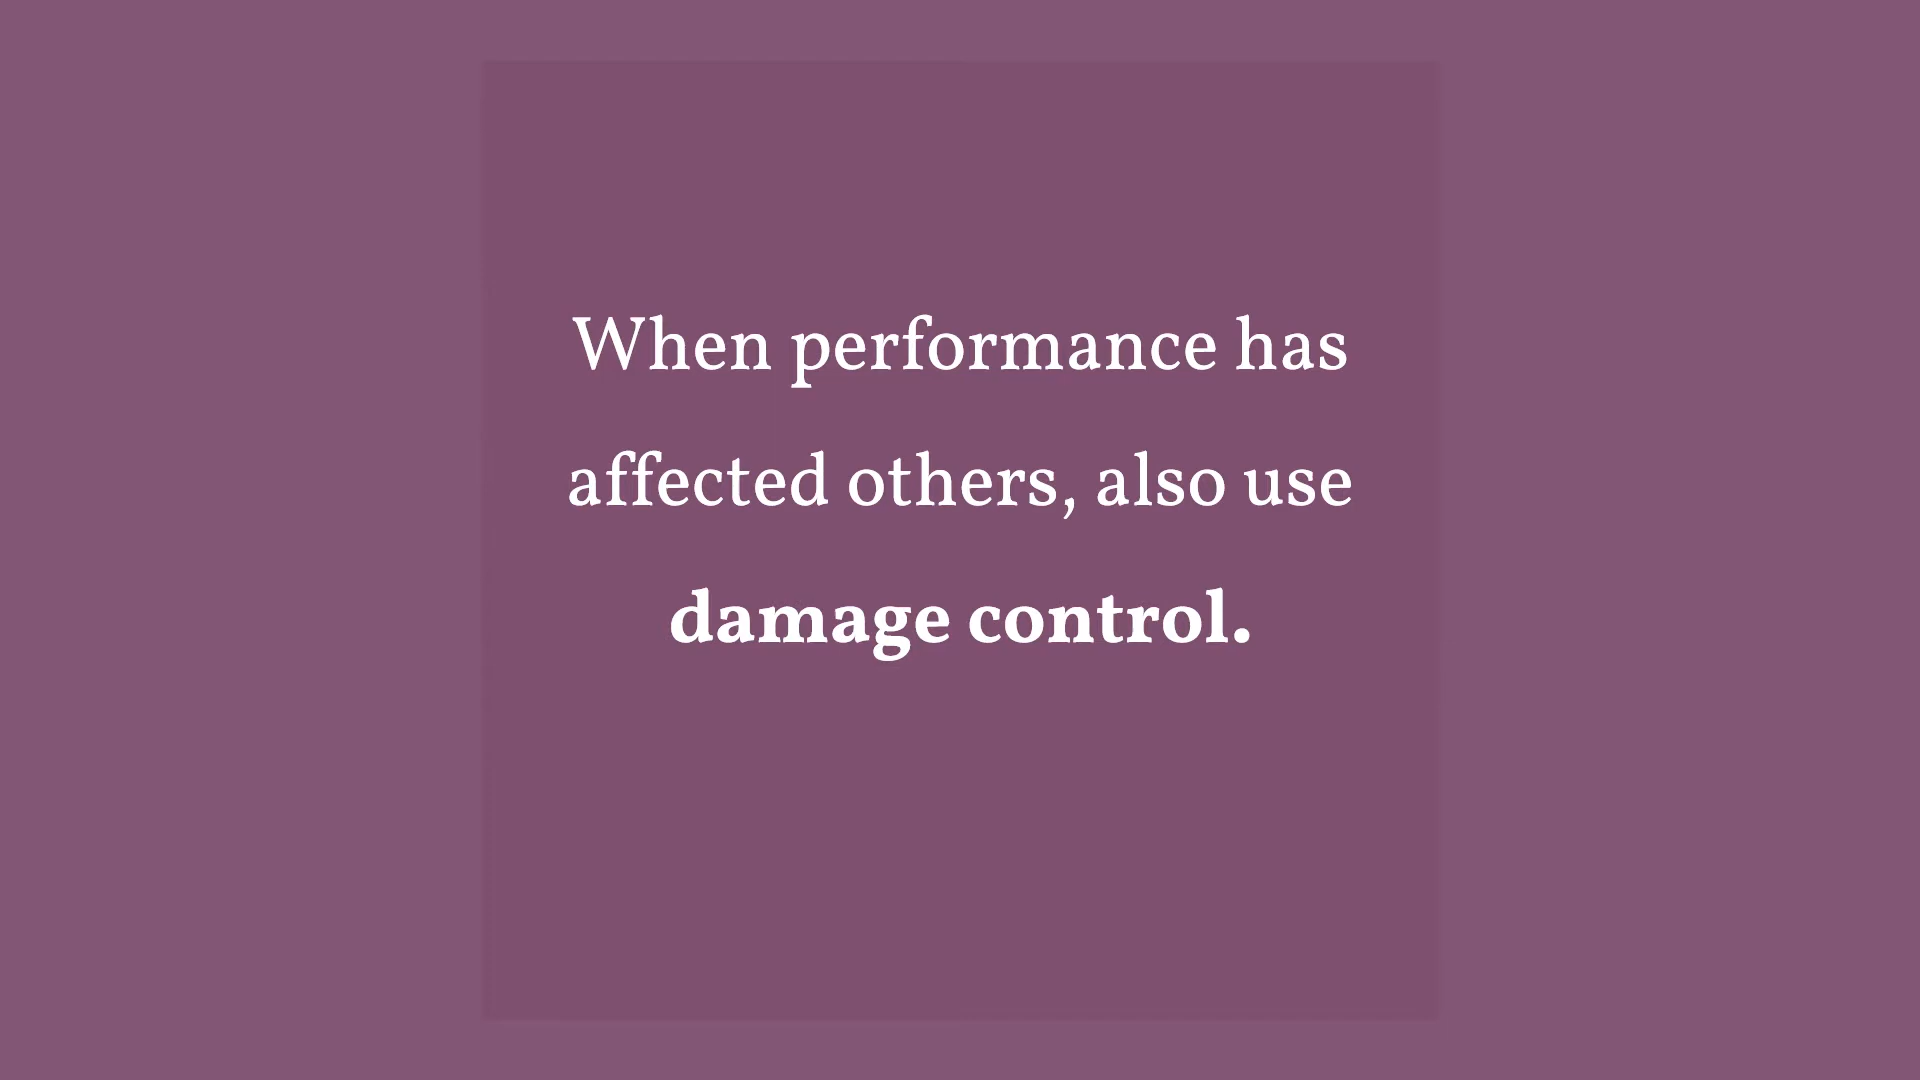 When performance has
affected others, also use
damage control.